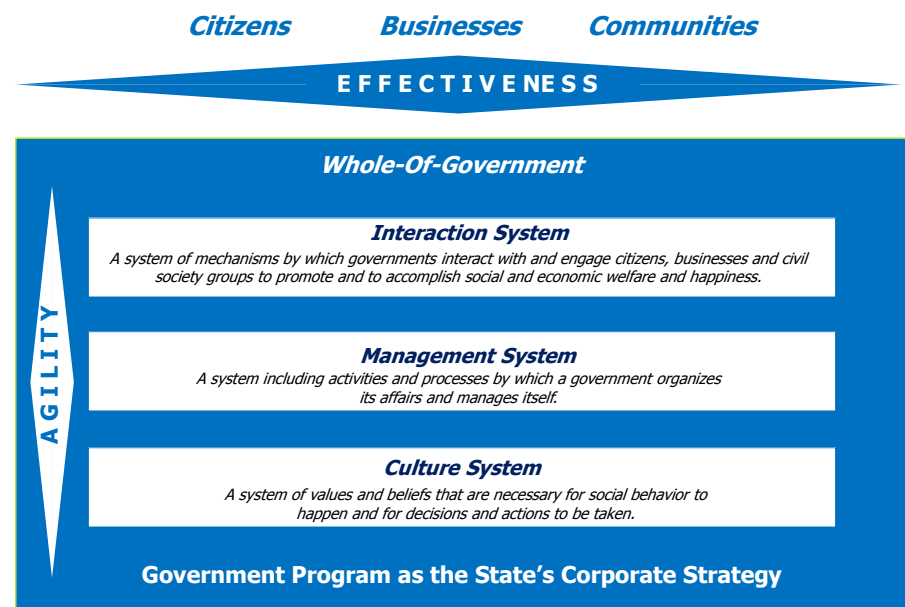 Citizens Businesses Communities
EFFECTIVENESS
Whole-Of-Government
Interaction System
A system of mechanisms by which governments interact with and engage citizens, businesses and civil
society groups to promote and to accomplish social and economic welfare and happiness.
AGILITY
Management System
A system including activities and processes by which a government organizes
its affairs and manages itself.
Culture System
A system of values and beliefs that are necessary for social behavior to
happen and for decisions and actions to be taken.
Government Program as the State’s Corporate Strategy